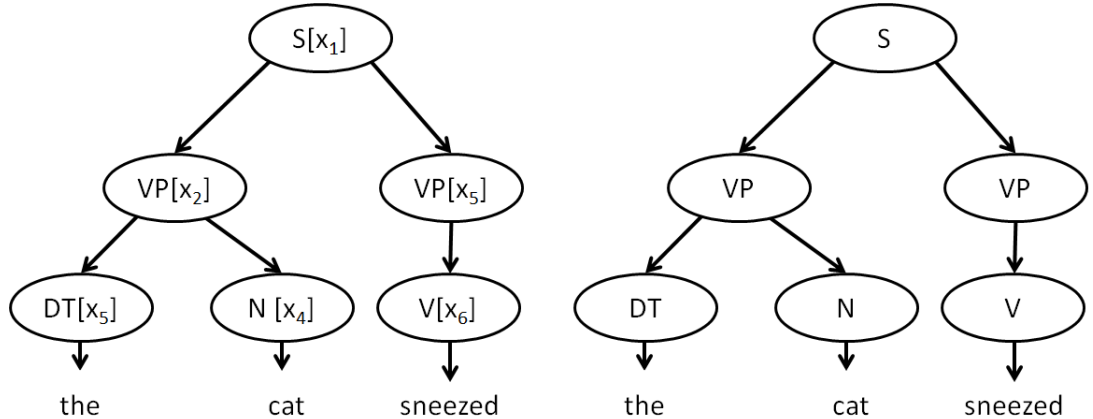 S[x₁] S
VP[x₂] VP[x₅] VP VP
DT[x₅] N [x₄] V[x₆] DT N V
the cat sneezed the cat sneezed